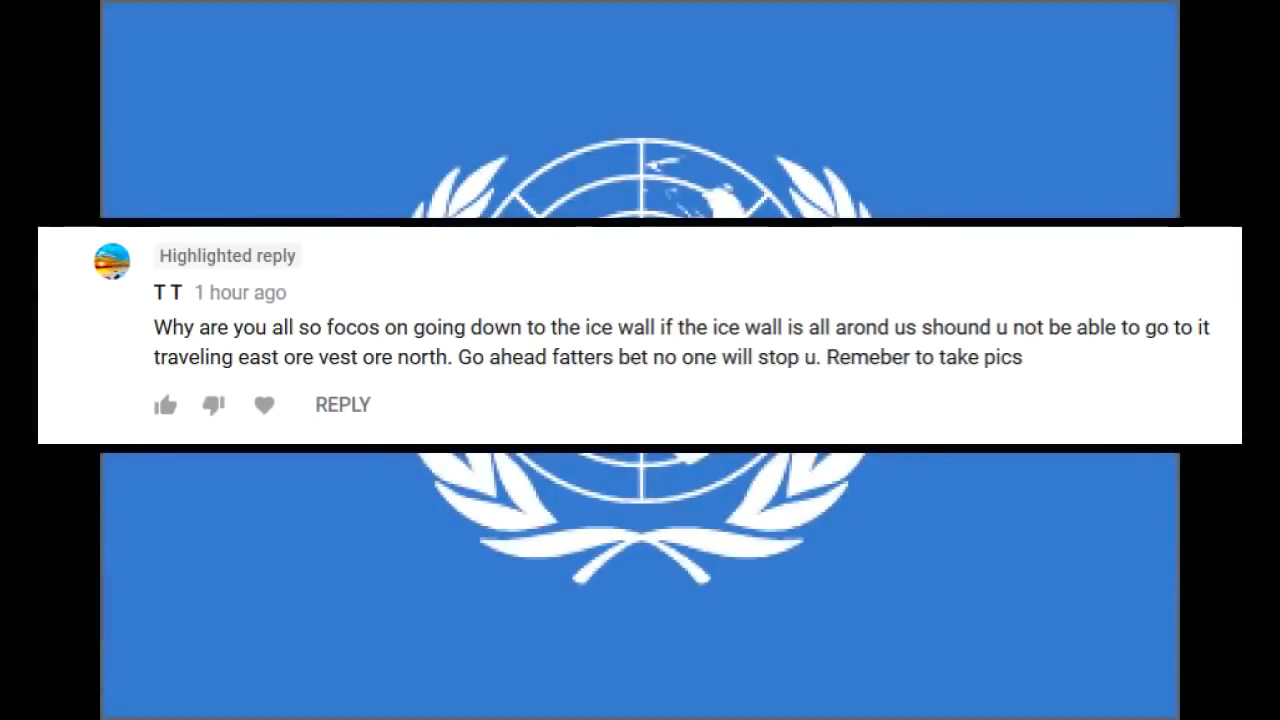 Highlighted reply
T T 1 hour ago
Why are you all so focos on going down to the ice wall if the ice wall is all arond us shound u not be able to go to it
traveling east ore vest ore north. Go ahead fatters bet no one will stop u. Remeber to take pics
REPLY